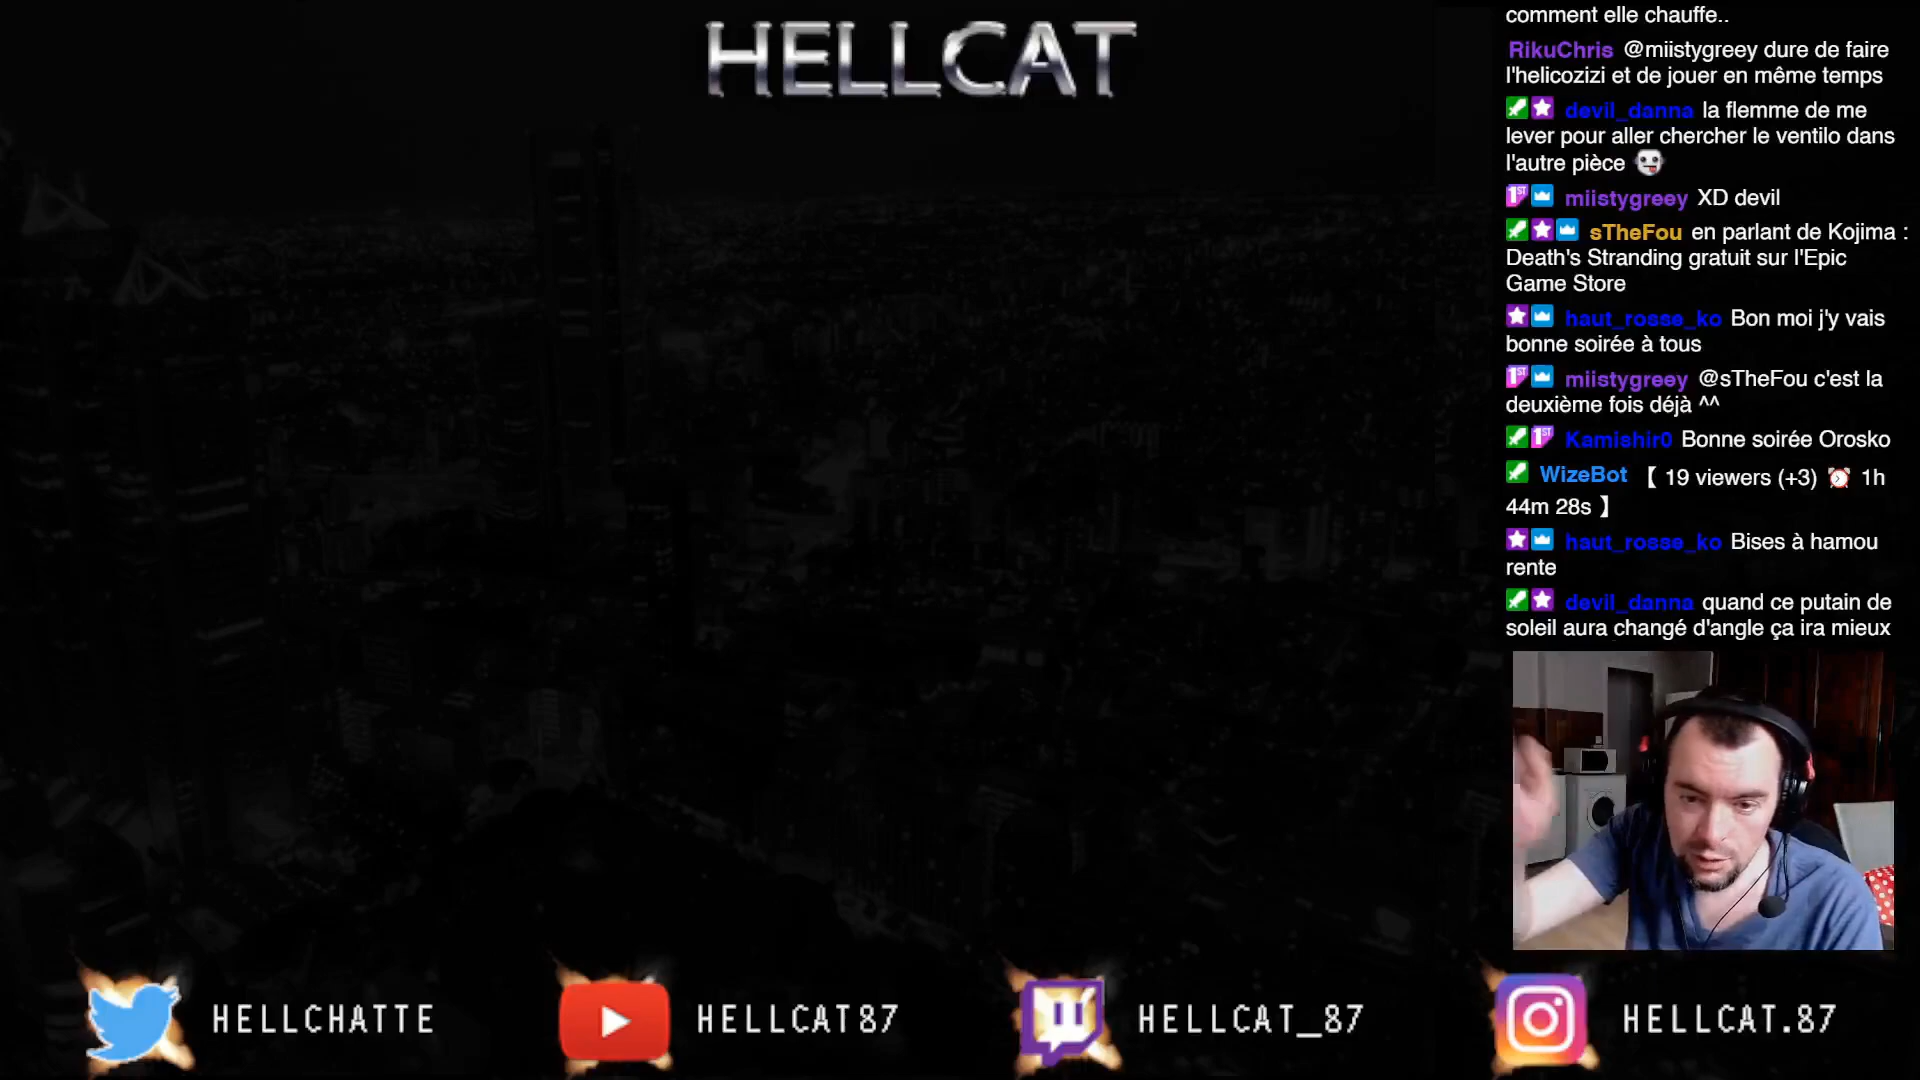 HELLCAT
comment elle chauffe..
RikuChris @miistygreey dure de faire
l'helicozizi et de jouer en même temps
devil_danna la flemme de me
lever pour aller chercher le ventilo dans
l'autre pièce
1ST miistygreey XD devil
sTheFou en parlant de Kojima :
Death's Stranding gratuit sur l'Epic
Game Store
haut_rosse_ko Bon moi j'y vais
bonne soirée à tous
1ST miistygreey @sTheFou c'est la
deuxième fois déjà ^^
1ST Kamishir0 Bonne soirée Orosko
WizeBot 【 19 viewers (+3) ⏰ 1h
44m 28s 】
haut_rosse_ko Bises à hamou
rente
devil_danna quand ce putain de
soleil aura changé d'angle ça ira mieux
HELLCHATTE
HELLCAT87
HELLCAT_87
HELLCAT.87